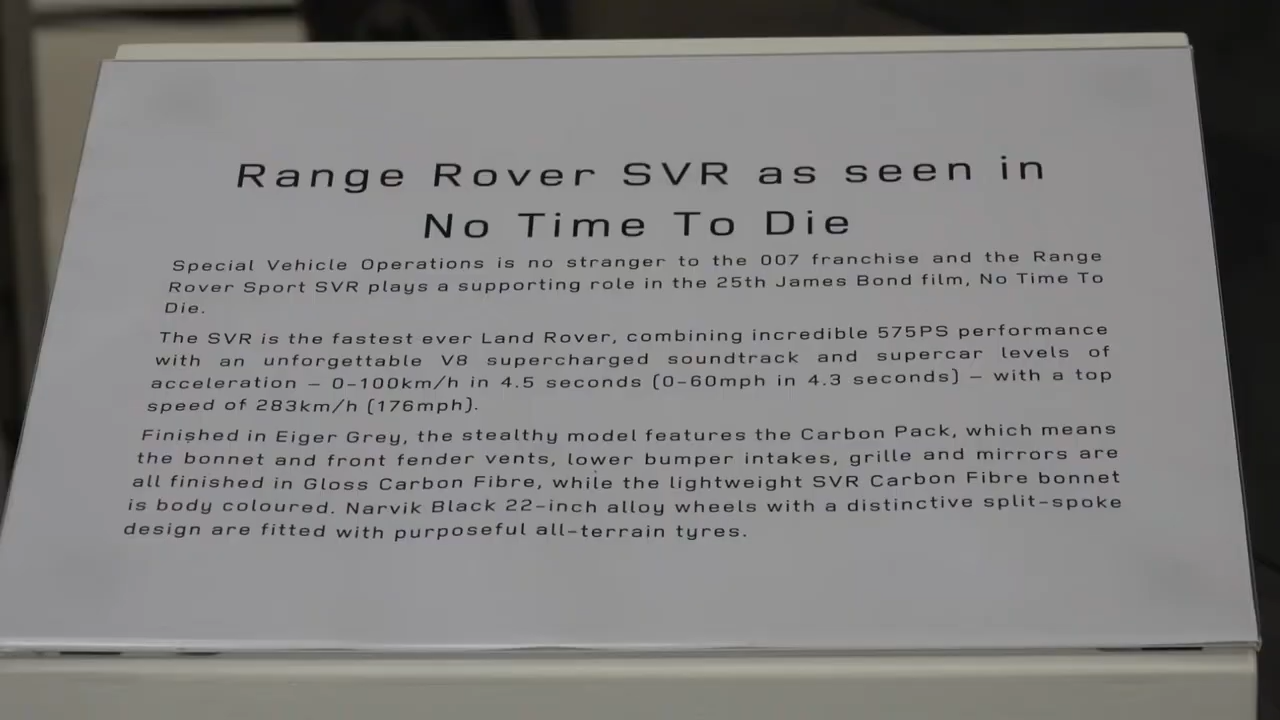 Range Rover SVR as seen in
No Time To Die
Special Vehicle Operations is no stranger to the 007 franchise and the Range
Rover Sport SVR plays a supporting role in the 25th James Bond film, No Time To
Die.
The SVR is the fastest ever Land Rover, combining incredible 575PS performance
with an unforgettable V8 supercharged soundtrack and supercar levels of
acceleration – 0-100km/h in 4.5 seconds (0-60mph in 4.3 seconds) – with a top
speed of 283km/h (176mph).
Finished in Eiger Grey, the stealthy model features the Carbon Pack, which means
the bonnet and front fender vents, lower bumper intakes, grille and mirrors are
all finished in Gloss Carbon Fibre, while the lightweight SVR Carbon Fibre bonnet
is body coloured. Narvik Black 22-inch alloy wheels with a distinctive split-spoke
design are fitted with purposeful all-terrain tyres.